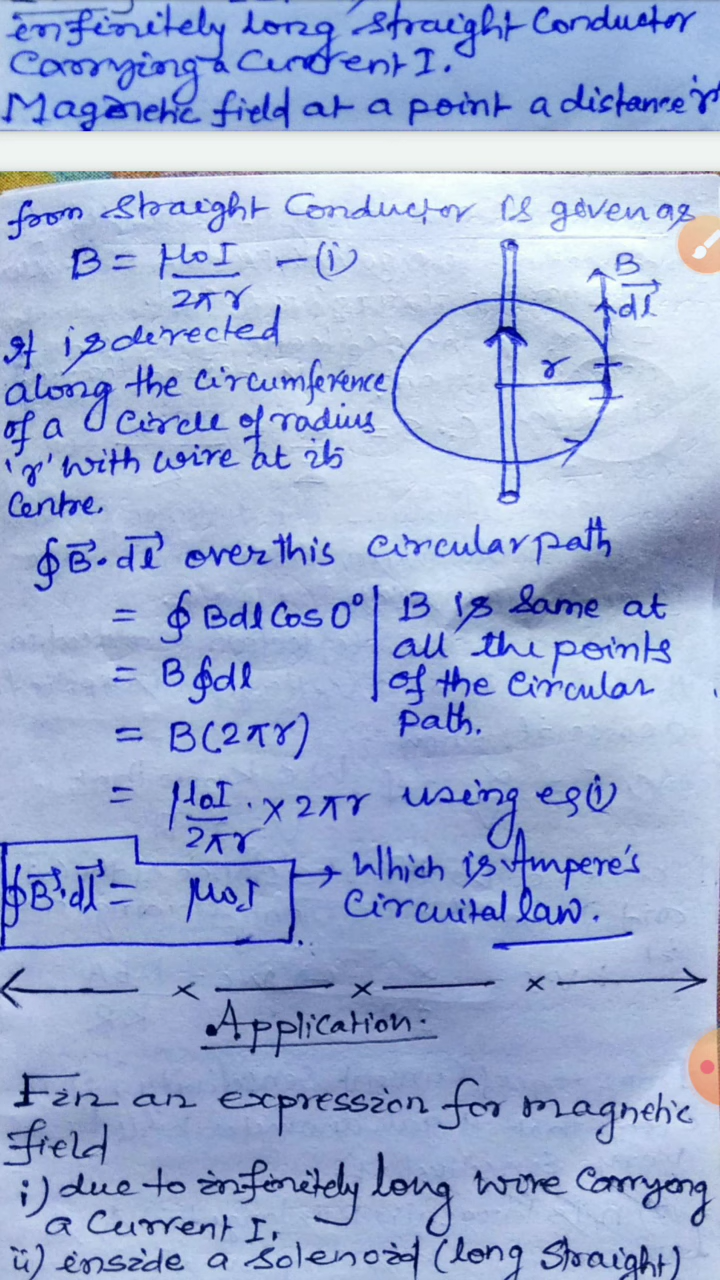 infinitely long straight Conductor
Carrying a Current I.
Magnetic field at a point a distance 'r'
from Straight Conductor is given as
B = μ₀I / 2πr — (i)
B
dl⃗
r
It is directed
along the circumference
of a circle of radius
'r' with wire at its
Centre.
∮B⃗·dl⃗ over this circular path
= ∮ Bdl Cos 0° | B is Same at
all the points
= B∮dl
of the circular
path.
= B(2πr)
= μ₀I / 2πr · × 2πr using eq (i)
∮B⃗·dl⃗ = μ₀I → Which is Ampere's
Circuital law.
Application.
Fin an expression for magnetic
field
i) due to infinitely long wire Carrying
a Current I.
ii) inside a Solenoid (long Straight)